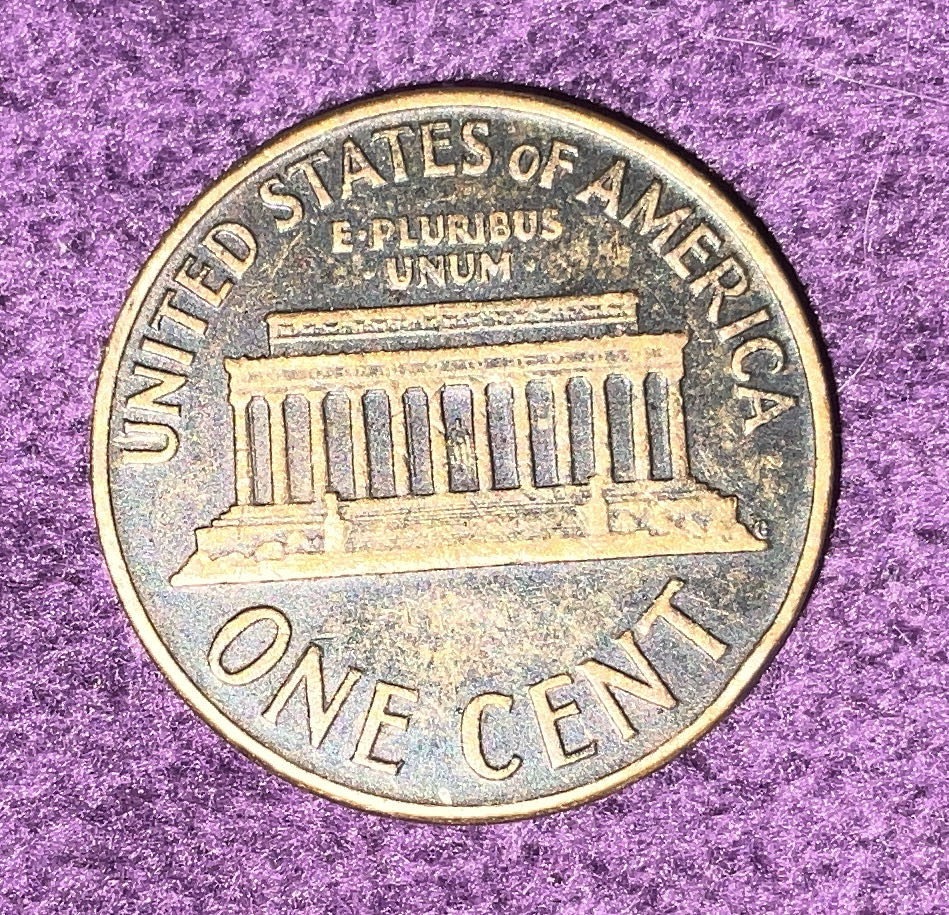 UNITED STATES OF AMERICA
E·PLURIBUS
·UNUM·
ONE CENT